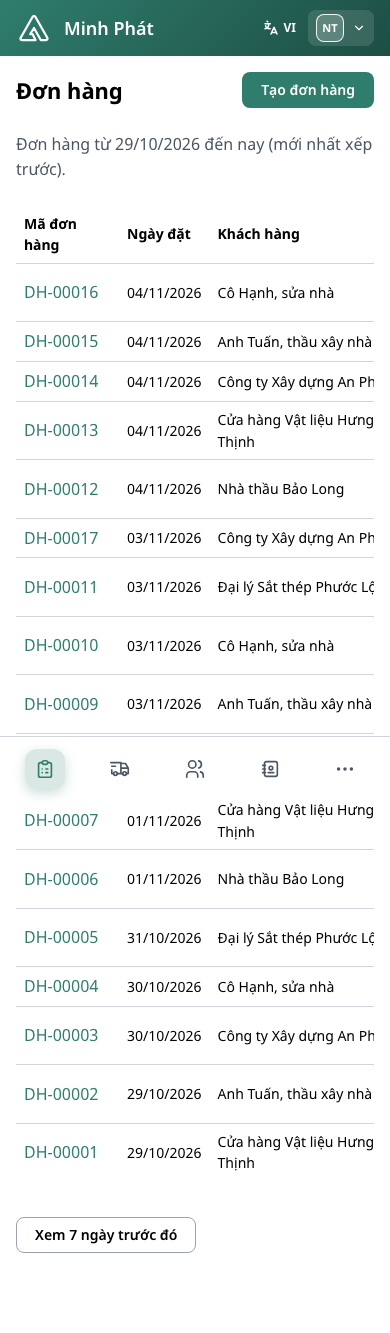 Minh Phát
VI
NT
Đơn hàng
Tạo đơn hàng
Đơn hàng từ 29/10/2026 đến nay (mới nhất xếp
trước).
Mã đơn
hàng
Ngày đặt
Khách hàng
DH-00016 04/11/2026 Cô Hạnh, sửa nhà
DH-00015 04/11/2026 Anh Tuấn, thầu xây nhà
DH-00014 04/11/2026 Công ty Xây dựng An Ph
DH-00013 04/11/2026 Cửa hàng Vật liệu Hưng
Thịnh
DH-00012 04/11/2026 Nhà thầu Bảo Long
DH-00017 03/11/2026 Công ty Xây dựng An Ph
DH-00011 03/11/2026 Đại lý Sắt thép Phước Lộ
DH-00010 03/11/2026 Cô Hạnh, sửa nhà
DH-00009 03/11/2026 Anh Tuấn, thầu xây nhà
DH-00007 01/11/2026 Cửa hàng Vật liệu Hưng
Thịnh
DH-00006 01/11/2026 Nhà thầu Bảo Long
DH-00005 31/10/2026 Đại lý Sắt thép Phước Lộ
DH-00004 30/10/2026 Cô Hạnh, sửa nhà
DH-00003 30/10/2026 Công ty Xây dựng An Ph
DH-00002 29/10/2026 Anh Tuấn, thầu xây nhà
DH-00001 29/10/2026 Cửa hàng Vật liệu Hưng
Thịnh
Xem 7 ngày trước đó